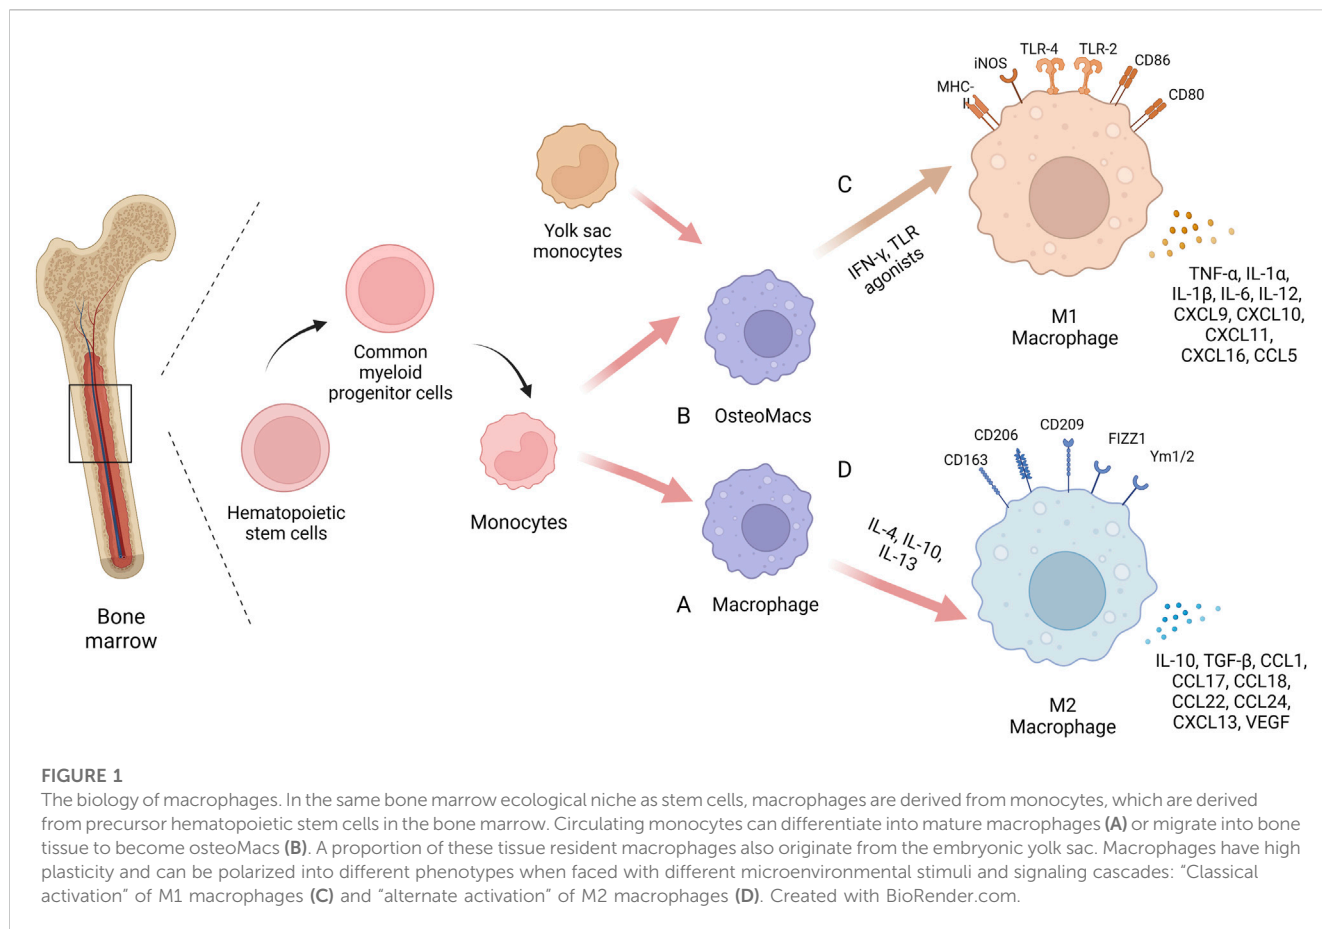 TLR-4
TLR-2
iNOS
CD86
MHC-
II
CD80
C
Yolk sac
monocytes
IFN-γ, TLR
agonists
TNF-α, IL-1α,
IL-1β, IL-6, IL-12,
CXCL9, CXCL10,
CXCL11,
CXCL16, CCL5
M1
Macrophage
Common
myeloid
progenitor cells
B
OsteoMacs
Hematopoietic
stem cells
Monocytes
CD209
CD206
FIZZ1
CD163
Ym1/2
D
IL-4, IL-10,
IL-13
A
Macrophage
Bone
marrow
M2
Macrophage
IL-10, TGF-β, CCL1,
CCL17, CCL18,
CCL22, CCL24,
CXCL13, VEGF
FIGURE 1
The biology of macrophages. In the same bone marrow ecological niche as stem cells, macrophages are derived from monocytes, which are derived
from precursor hematopoietic stem cells in the bone marrow. Circulating monocytes can differentiate into mature macrophages (A) or migrate into bone
tissue to become osteoMacs (B). A proportion of these tissue resident macrophages also originate from the embryonic yolk sac. Macrophages have high
plasticity and can be polarized into different phenotypes when faced with different microenvironmental stimuli and signaling cascades: “Classical
activation” of M1 macrophages (C) and “alternate activation” of M2 macrophages (D). Created with BioRender.com.